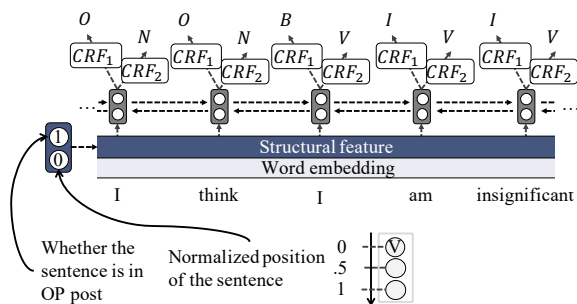 O N O N B V I V I V
CRF1 CRF2 CRF1 CRF2 CRF1 CRF2 CRF1 CRF2 CRF1 CRF2
... ...
1 Structural feature
0 Word embedding
I think I am insignificant
Whether the
sentence is in
OP post
Normalized position
of the sentence
0 V
.5
1